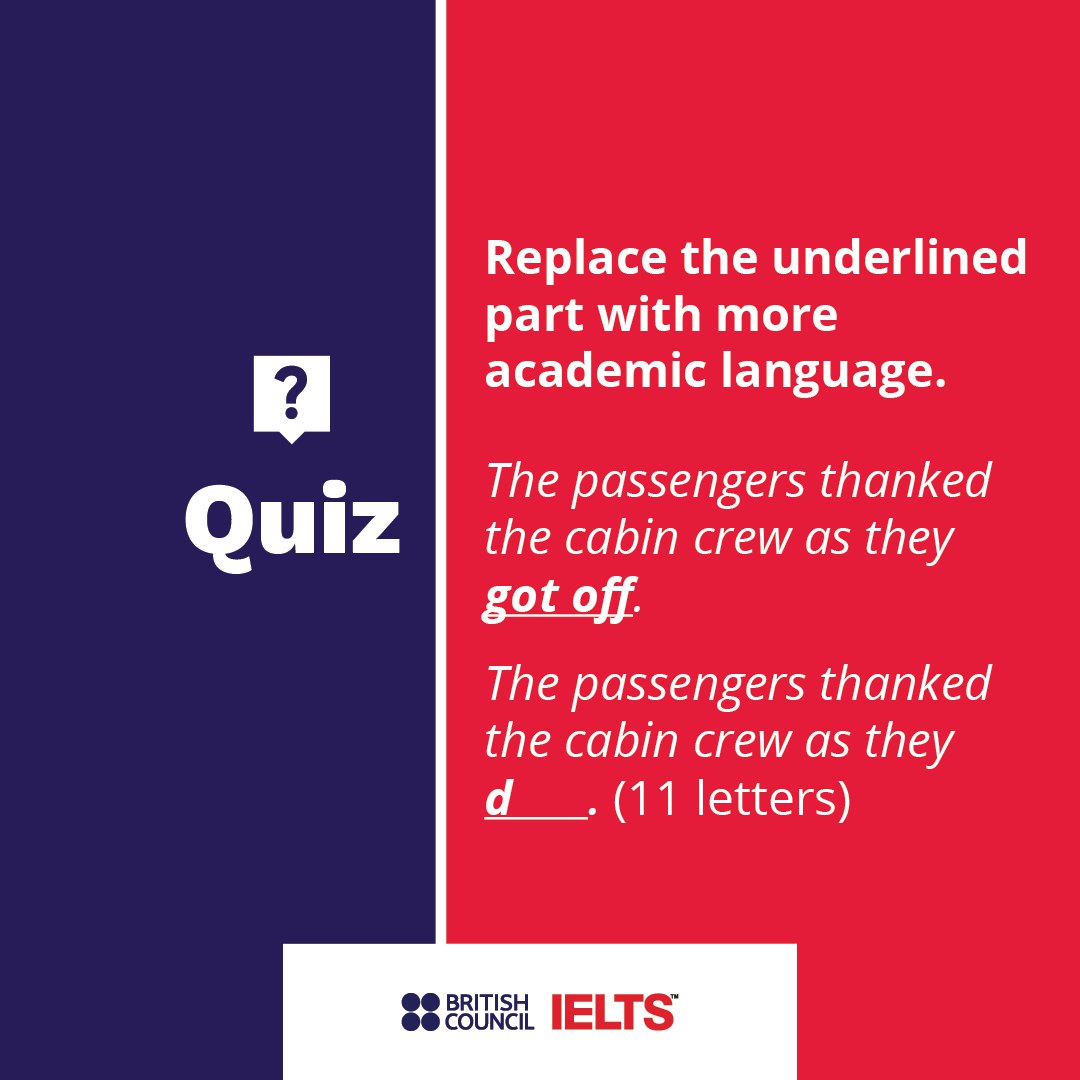 ?
Quiz
Replace the underlined
part with more
academic language.
The passengers thanked
the cabin crew as they
got off.
The passengers thanked
the cabin crew as they
d____. (11 letters)
BRITISH
COUNCIL
IELTS™